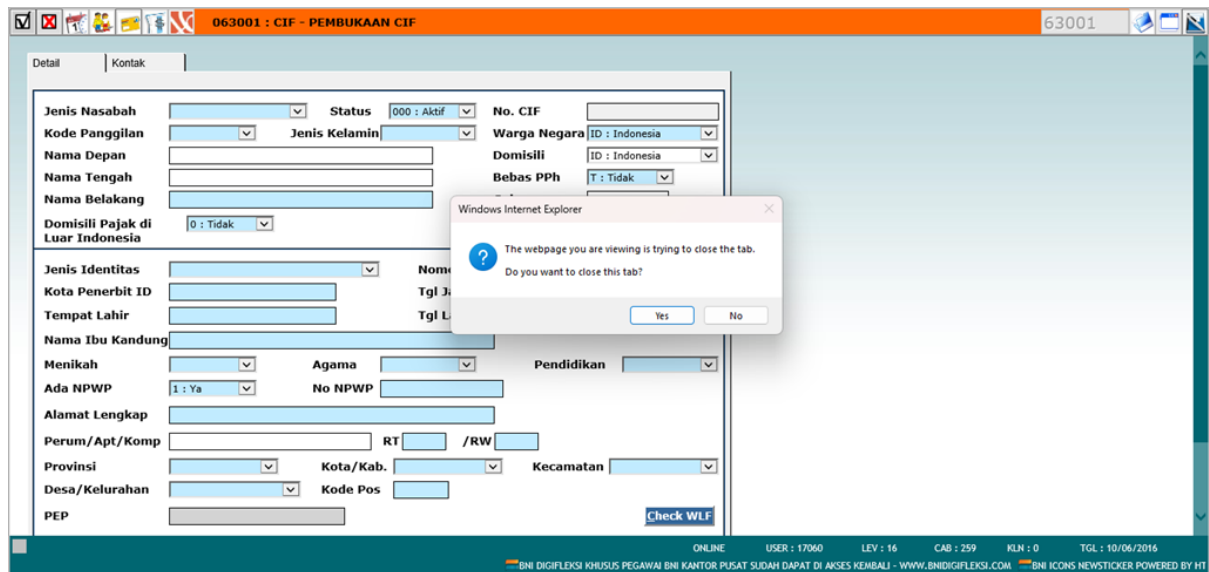 063001 : CIF - PEMBUKAAN CIF 63001
Detail Kontak
Jenis Nasabah Status 000 : Aktif No. CIF
Kode Panggilan Jenis Kelamin Warga Negara ID : Indonesia
Nama Depan Domisili ID : Indonesia
Nama Tengah Bebas PPh T : Tidak
Nama Belakang
Domisili Pajak di 0 : Tidak
Luar Indonesia
Windows Internet Explorer
The webpage you are viewing is trying to close the tab.
Do you want to close this tab?
Yes No
Jenis Identitas
Kota Penerbit ID Tgl
Tempat Lahir Tgl
Nama Ibu Kandung
Menikah Agama Pendidikan
Ada NPWP 1 : Ya No NPWP
Alamat Lengkap
Perum/Apt/Komp RT /RW
Provinsi Kota/Kab. Kecamatan
Desa/Kelurahan Kode Pos
PEP Check WLF
ONLINE USER : 17060 LEV : 16 CAB : 259 KLN : 0 TGL : 10/06/2016
BNI DIGIFLEKSI KHUSUS PEGAWAI BNI KANTOR PUSAT SUDAH DAPAT DI AKSES KEMBALI - WWW.BNIDIGIFLEKSI.COM BNI ICONS NEWSTICKER POWERED BY HT